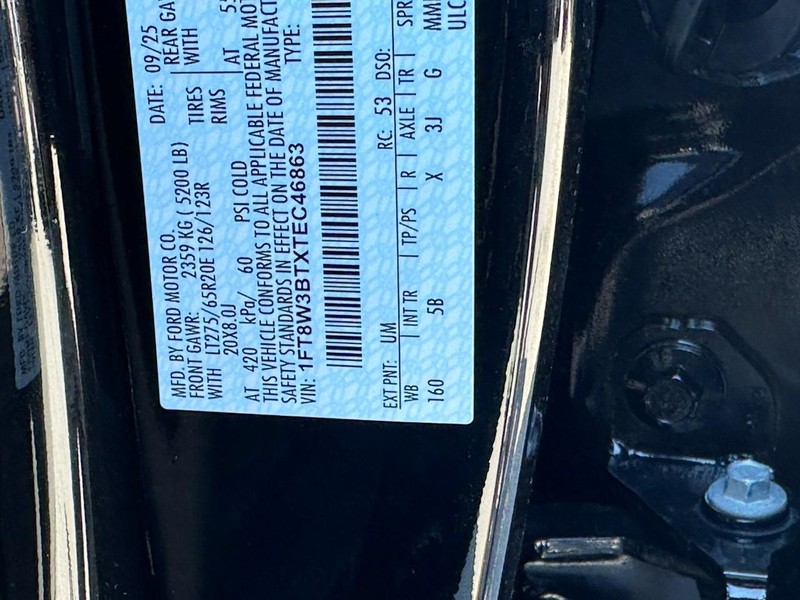 MFD. BY FORD MOTOR CO.
DATE: 09/25
FRONT GAWR: 2359 KG ( 5200 LB)
REAR GA
WITH LT275/65R20E 126/123R
TIRES
WITH
20X8.0J
RIMS
AT 420 kPa/ 60 PSI COLD
AT 55
THIS VEHICLE CONFORMS TO ALL APPLICABLE FEDERAL MOT
SAFETY STANDARDS IN EFFECT ON THE DATE OF MANUFACT
VIN: 1FT8W3BTXTEC46863
TYPE:
EXT PNT: UM
RC: 53 DSO:
WB | INT TR | TP/PS | R | AXLE | TR | SPR
160 5B X 3J G MMM
ULC